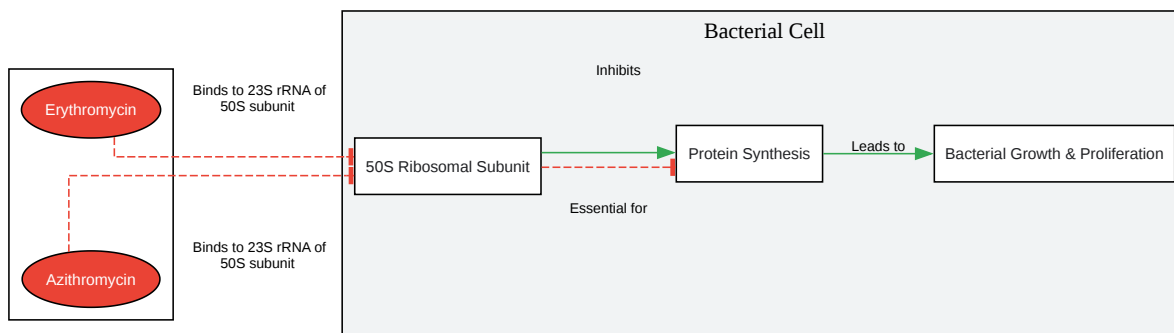 Bacterial Cell
Inhibits
Binds to 23S rRNA of
50S subunit
Erythromycin
50S Ribosomal Subunit
Protein Synthesis
Leads to
Bacterial Growth & Proliferation
Essential for
Binds to 23S rRNA of
50S subunit
Azithromycin